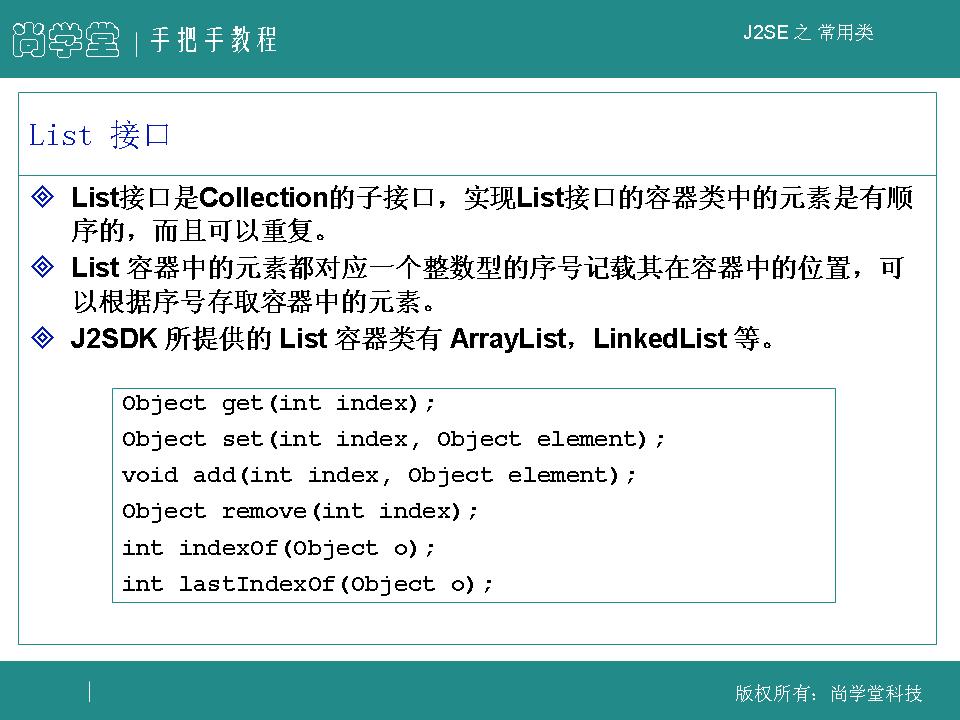 尚学堂 | 手把手教程
J2SE 之 常用类
List 接口
List接口是Collection的子接口，实现List接口的容器类中的元素是有顺
序的，而且可以重复。
List 容器中的元素都对应一个整数型的序号记载其在容器中的位置，可
以根据序号存取容器中的元素。
J2SDK 所提供的 List 容器类有 ArrayList，LinkedList 等。
Object get(int index);
Object set(int index, Object element);
void add(int index, Object element);
Object remove(int index);
int indexOf(Object o);
int lastIndexOf(Object o);
版权所有：尚学堂科技